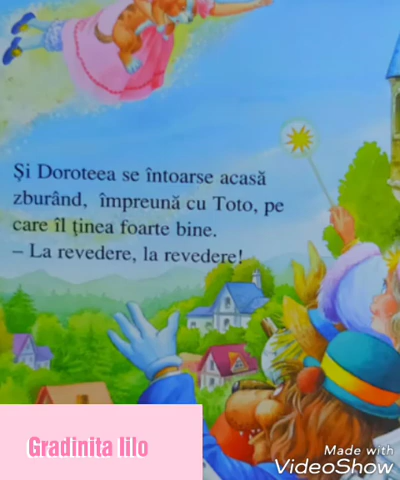 Și Doroteea se întoarse acasă
zburând, împreună cu Toto, pe
care îl ținea foarte bine.
– La revedere, la revedere!
Gradinita lilo
Made with
VideoShow